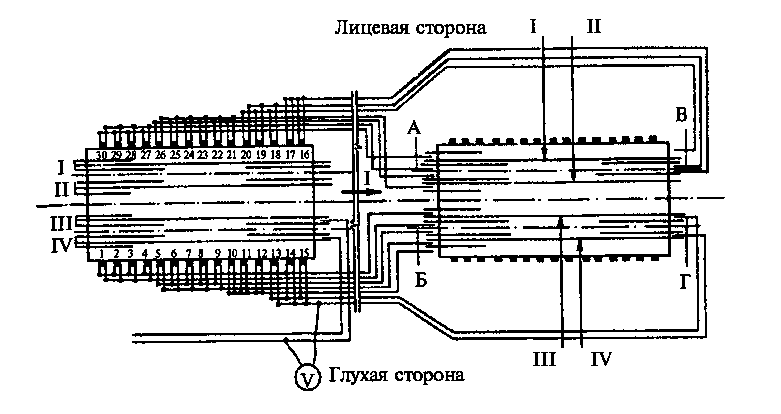 Лицевая сторона I II
А В
30 29 28 27 26 25 24 23 22 21 20 19 18 17 16
I
II
I
III
IV
1 2 3 4 5 6 7 8 9 10 11 12 13 14 15
Б Г
III IV
V Глухая сторона